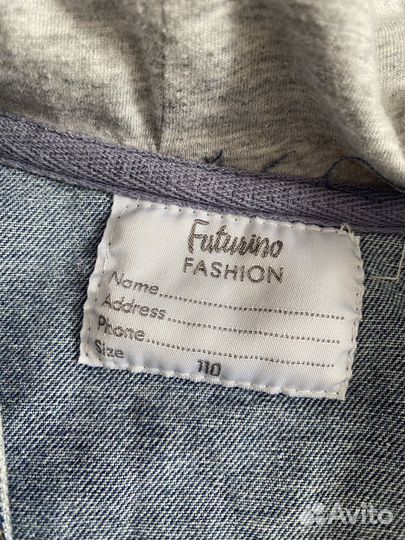 Futurino
FASHION
Name..............................
Address..........................
Phone............................
Size 110
Avito